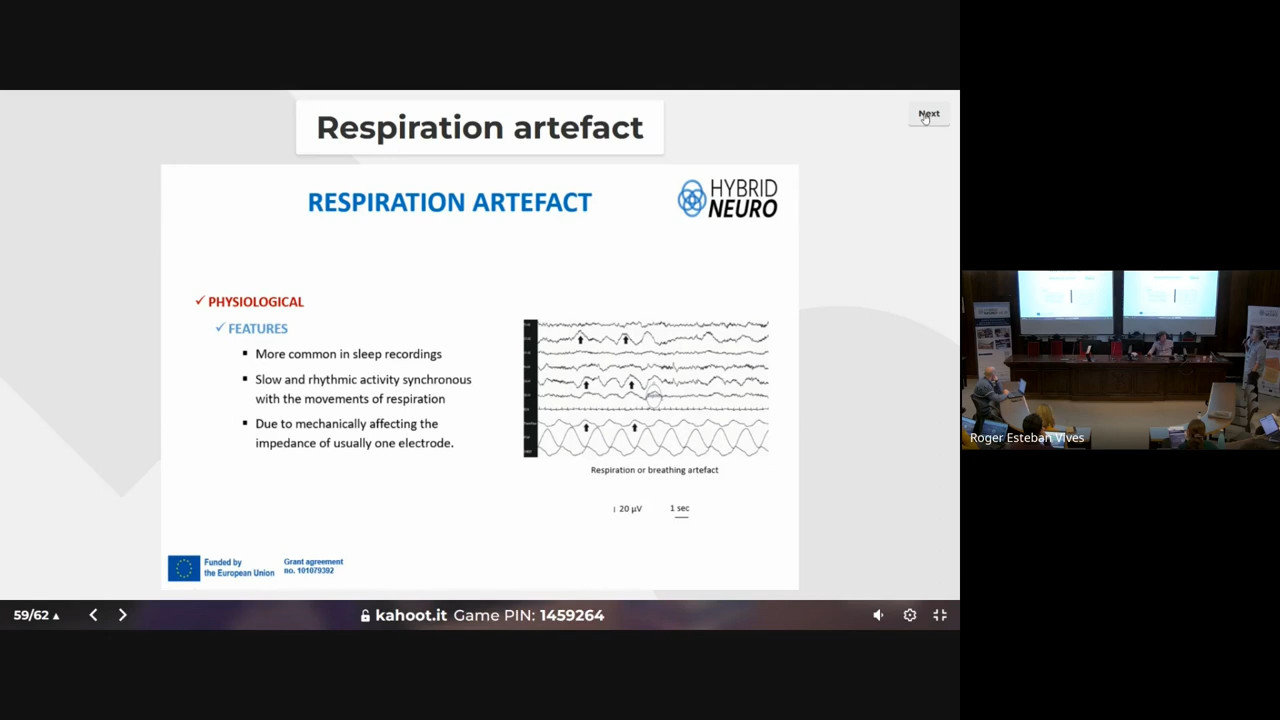 Respiration artefact
Next
RESPIRATION ARTEFACT
HYBRID
NEURO
✓ PHYSIOLOGICAL
✓ FEATURES
▪ More common in sleep recordings
▪ Slow and rhythmic activity synchronous
with the movements of respiration
▪ Due to mechanically affecting the
impedance of usually one electrode.
Respiration or breathing artefact
20 µV
1 sec
Funded by
the European Union
Grant agreement
no. 101079392
59/62
kahoot.it Game PIN: 1459264
Roger Esteban Vives